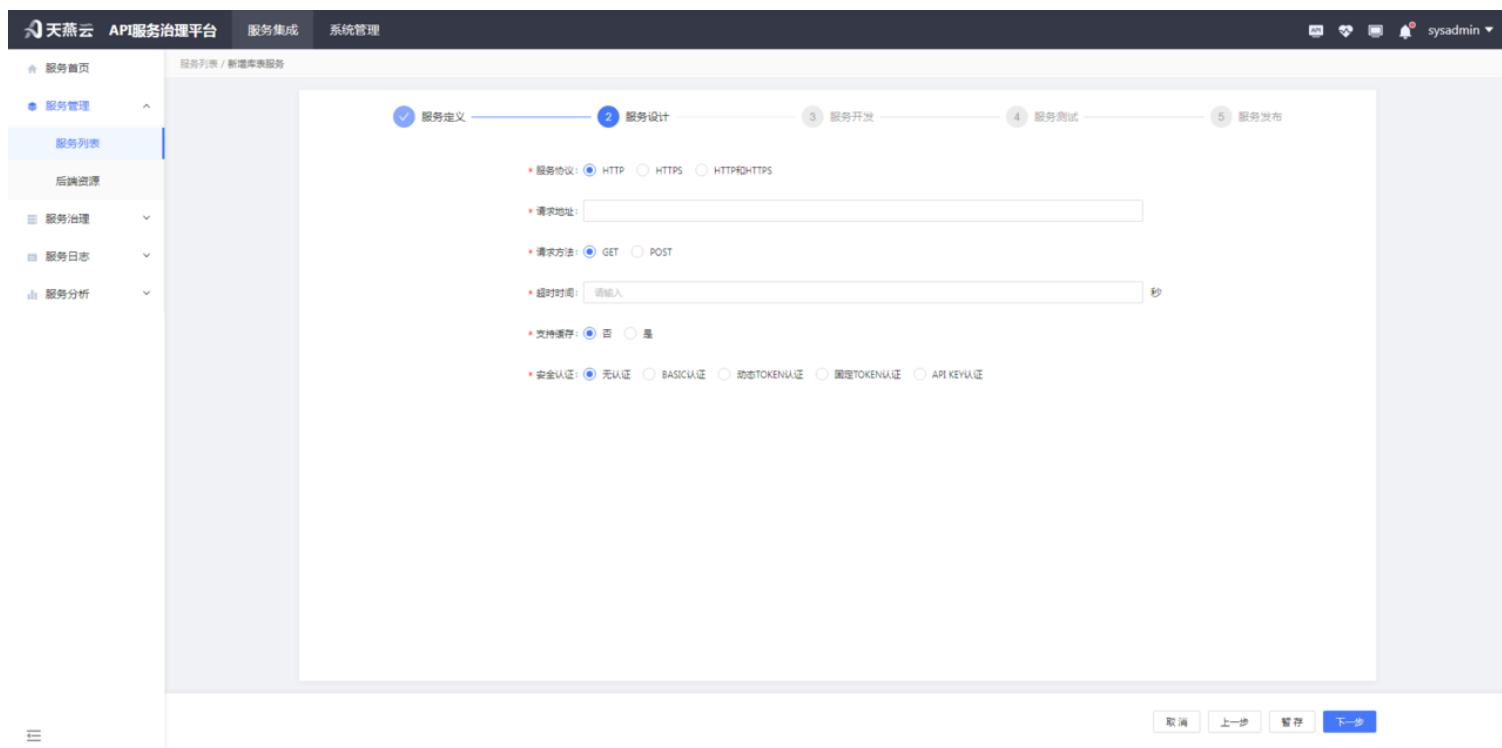 天燕云 API服务治理平台 服务集成 系统管理 API sysadmin
服务首页
服务管理
服务列表
后端资源
服务治理
服务日志
服务分析
服务列表 / 新增库表服务
服务定义 2 服务设计 3 服务开发 4 服务测试 5 服务发布
* 服务协议: HTTP HTTPS HTTP和HTTPS
* 请求地址:
* 请求方法: GET POST
* 超时时间: 请输入 秒
* 支持缓存: 否 是
* 安全认证: 无认证 BASIC认证 动态TOKEN认证 固定TOKEN认证 API KEY认证
取消 上一步 暂存 下一步